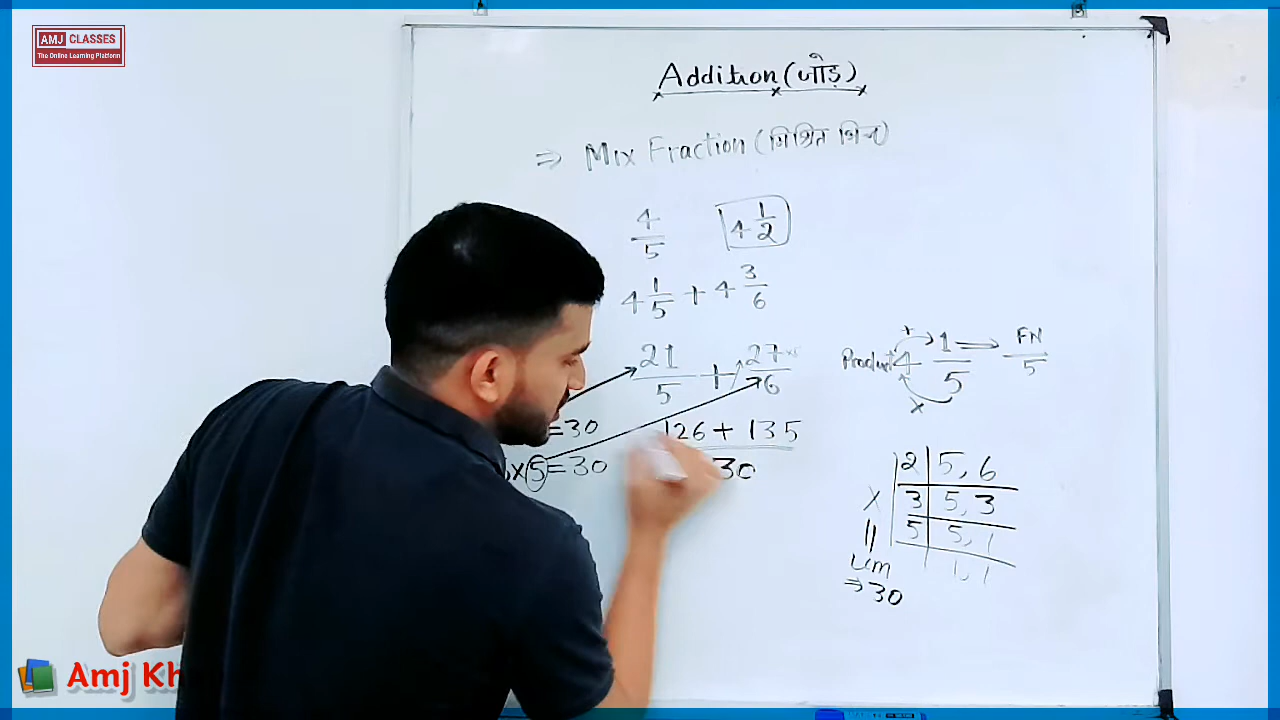 AMJ CLASSES
The Online Learning Platform
Addition (जोड़)
⇒ Mix Fraction (मिश्रित भिन्न)
4/5 4 1/2
4 1/5 + 4 3/6
21/5 + 27/6
=30
126 + 135
×5=30
30
Product 4 1/5 → FN/5
+
×
2 | 5, 6
× 3 | 5, 3
|| 5 | 5, 1
Lcm 1, 1
⇒ 30
Amj Kh